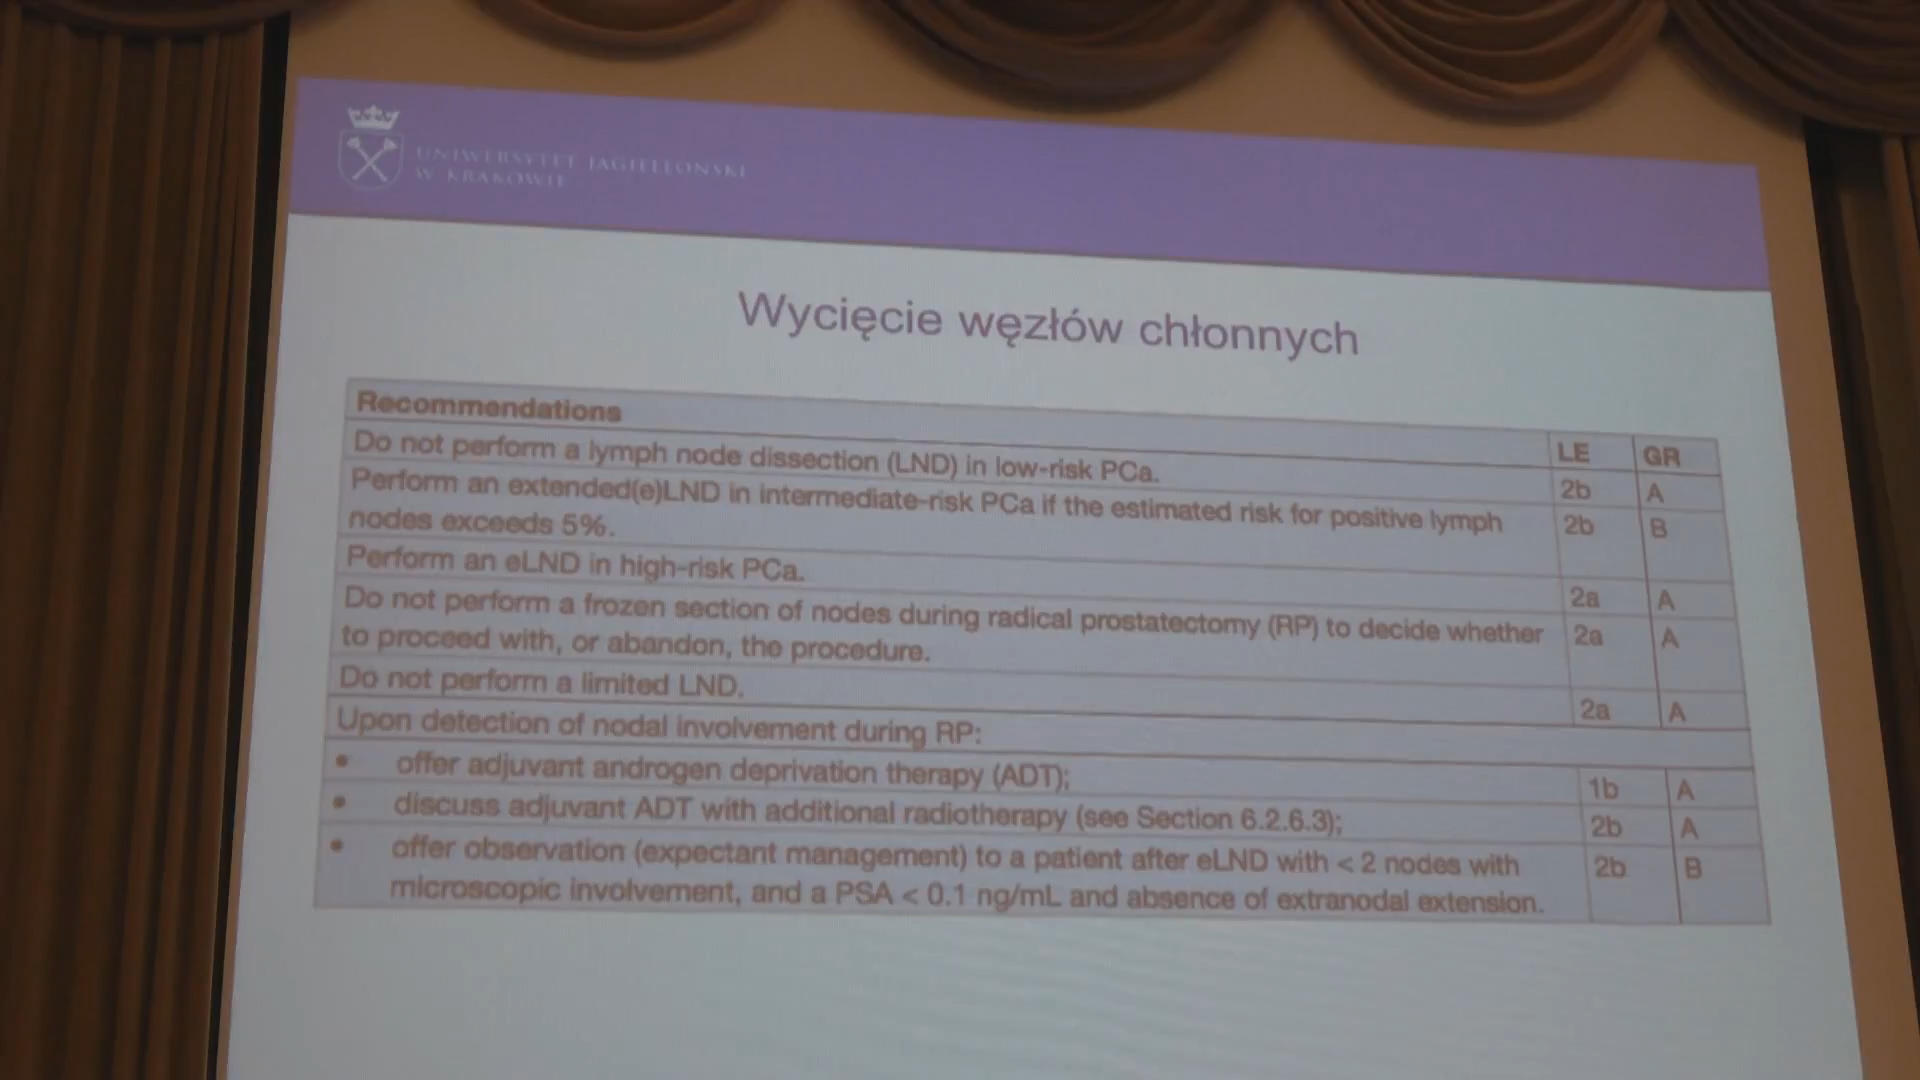 UNIWERSYTET JAGIELLOŃSKI
W KRAKOWIE
Wycięcie węzłów chłonnych
Recommendations LE GR
Do not perform a lymph node dissection (LND) in low-risk PCa. 2b A
Perform an extended(e)LND in intermediate-risk PCa if the estimated risk for positive lymph 2b B
nodes exceeds 5%.
Perform an eLND in high-risk PCa. 2a A
Do not perform a frozen section of nodes during radical prostatectomy (RP) to decide whether 2a A
to proceed with, or abandon, the procedure.
Do not perform a limited LND. 2a A
Upon detection of nodal involvement during RP:
• offer adjuvant androgen deprivation therapy (ADT); 1b A
• discuss adjuvant ADT with additional radiotherapy (see Section 6.2.6.3); 2b A
• offer observation (expectant management) to a patient after eLND with < 2 nodes with 2b B
microscopic involvement, and a PSA < 0.1 ng/mL and absence of extranodal extension.